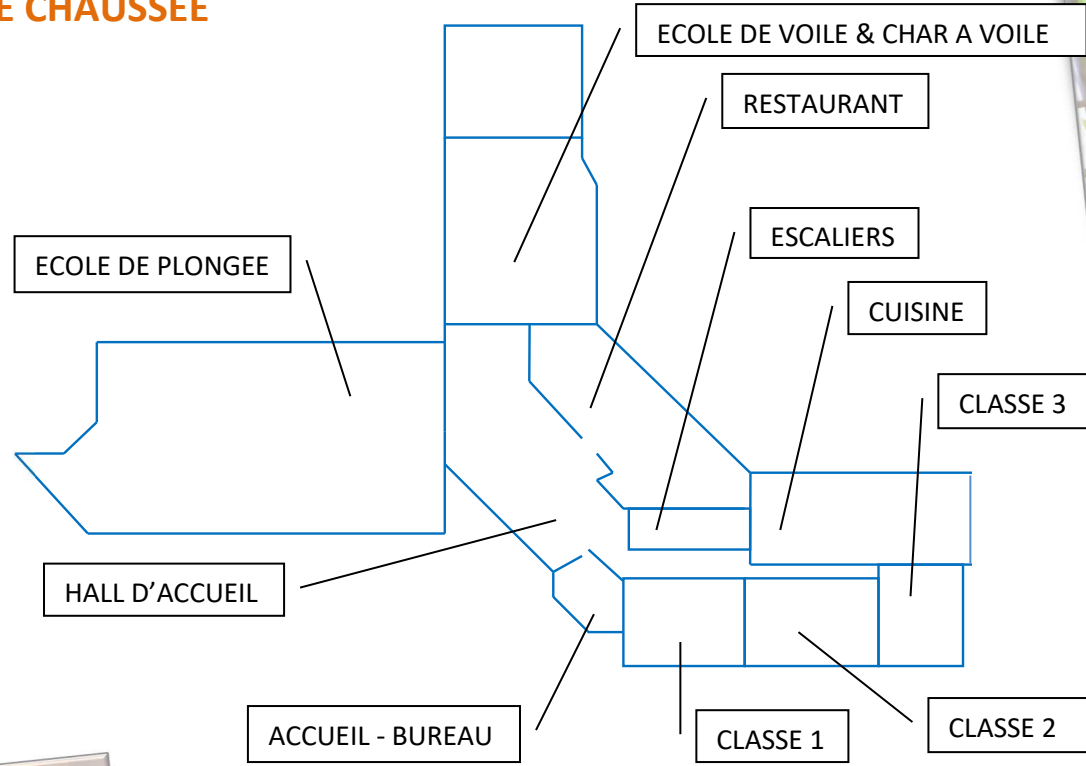 E CHAUSSEE
ECOLE DE VOILE & CHAR A VOILE
RESTAURANT
ESCALIERS
ECOLE DE PLONGEE
CUISINE
CLASSE 3
HALL D’ACCUEIL
ACCUEIL - BUREAU
CLASSE 1
CLASSE 2